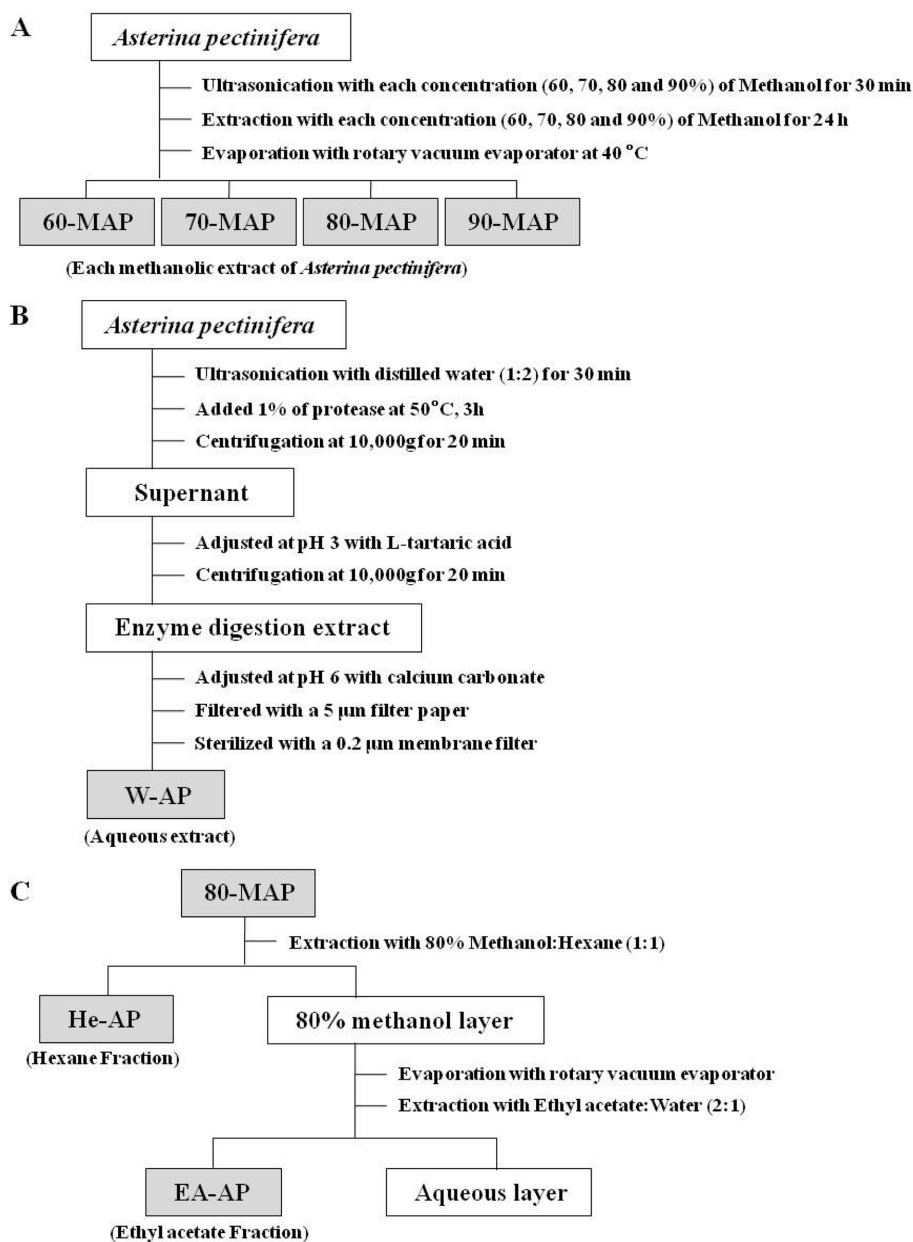 A
Asterina pectinifera
Ultrasonication with each concentration (60, 70, 80 and 90%) of Methanol for 30 min
Extraction with each concentration (60, 70, 80 and 90%) of Methanol for 24 h
Evaporation with rotary vacuum evaporator at 40 °C
60-MAP 70-MAP 80-MAP 90-MAP
(Each methanolic extract of Asterina pectinifera)
B
Asterina pectinifera
Ultrasonication with distilled water (1:2) for 30 min
Added 1% of protease at 50°C, 3h
Centrifugation at 10,000g for 20 min
Supernant
Adjusted at pH 3 with L-tartaric acid
Centrifugation at 10,000g for 20 min
Enzyme digestion extract
Adjusted at pH 6 with calcium carbonate
Filtered with a 5 μm filter paper
Sterilized with a 0.2 μm membrane filter
W-AP
(Aqueous extract)
C
80-MAP
Extraction with 80% Methanol:Hexane (1:1)
He-AP 80% methanol layer
(Hexane Fraction)
Evaporation with rotary vacuum evaporator
Extraction with Ethyl acetate:Water (2:1)
EA-AP Aqueous layer
(Ethyl acetate Fraction)